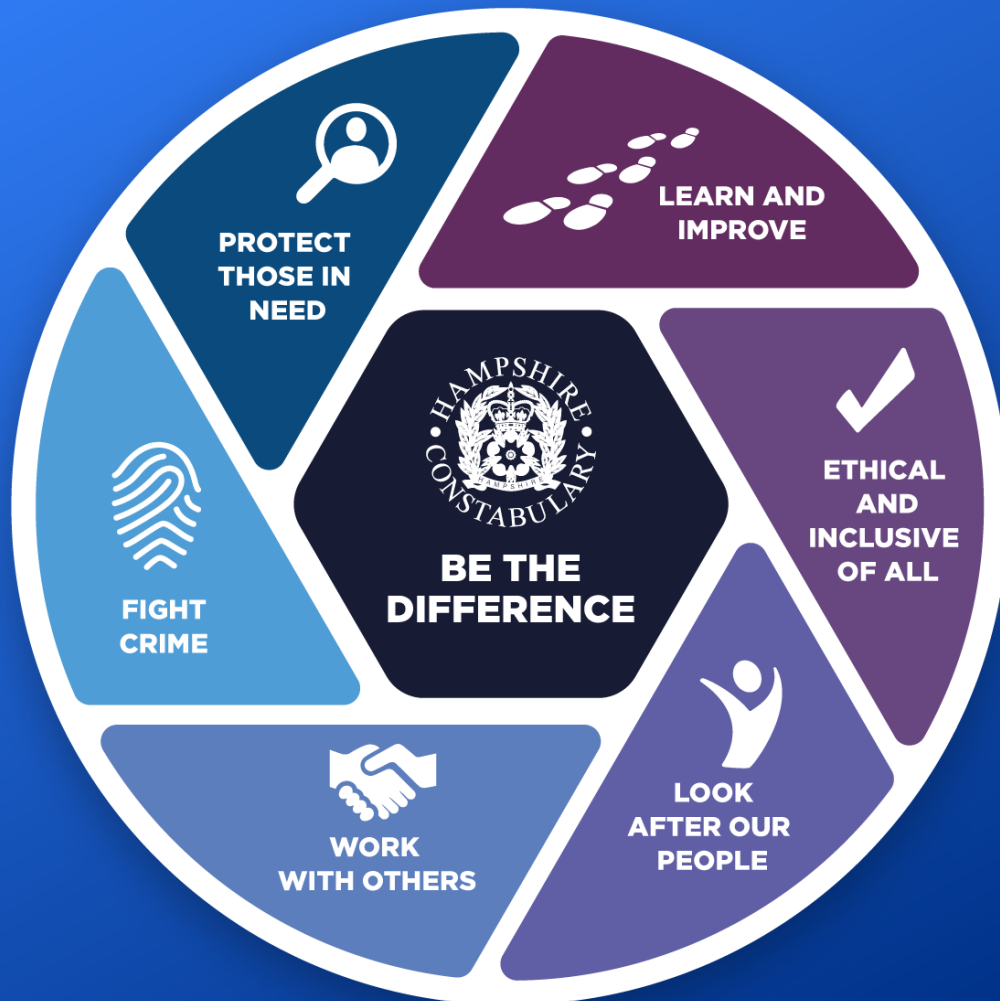 PROTECT
THOSE IN
NEED
LEARN AND
IMPROVE
ETHICAL
AND
INCLUSIVE
OF ALL
LOOK
AFTER OUR
PEOPLE
WORK
WITH OTHERS
FIGHT
CRIME
HAMPSHIRE
CONSTABULARY
HAMPSHIRE
BE THE
DIFFERENCE